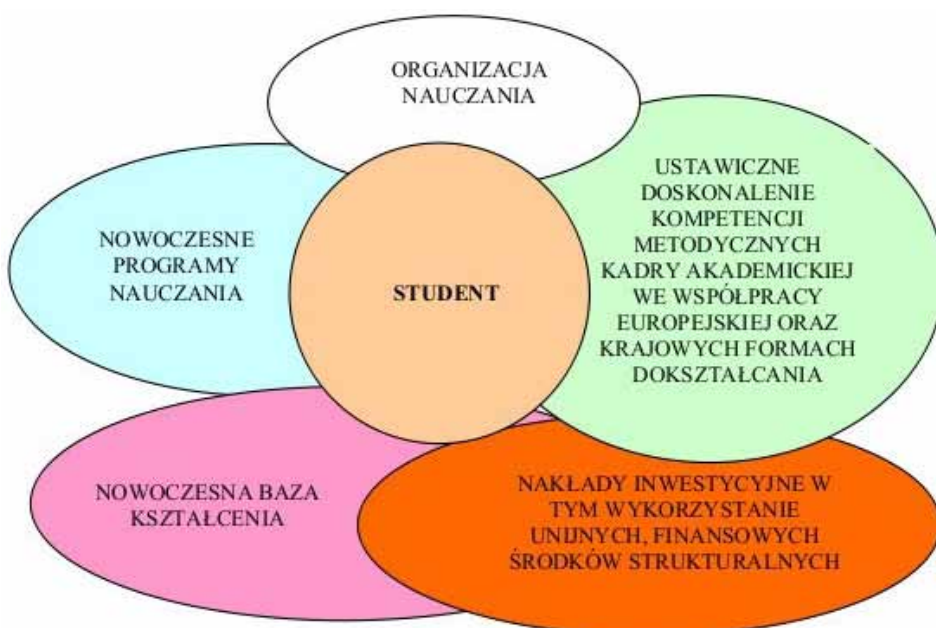 ORGANIZACJA
NAUCZANIA
USTAWICZNE
DOSKONALENIE
KOMPETENCJI
METODYCZNYCH
KADRY AKADEMICKIEJ
WE WSPÓŁPRACY
EUROPEJSKIEJ ORAZ
KRAJOWYCH FORMACH
DOKSZTAŁCANIA
NOWOCZESNE
PROGRAMY
NAUCZANIA
STUDENT
NOWOCZESNA BAZA
KSZTAŁCENIA
NAKŁADY INWESTYCYJNE W
TYM WYKORZYSTANIE
UNIJNYCH, FINANSOWYCH
ŚRODKÓW STRUKTURALNYCH